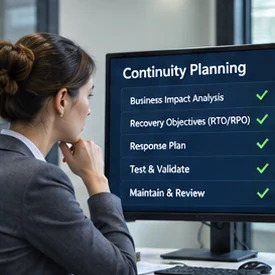 Continuity Planning
Business Impact Analysis
Recovery Objectives (RTO/RPO)
Response Plan
Test & Validate
Maintain & Review